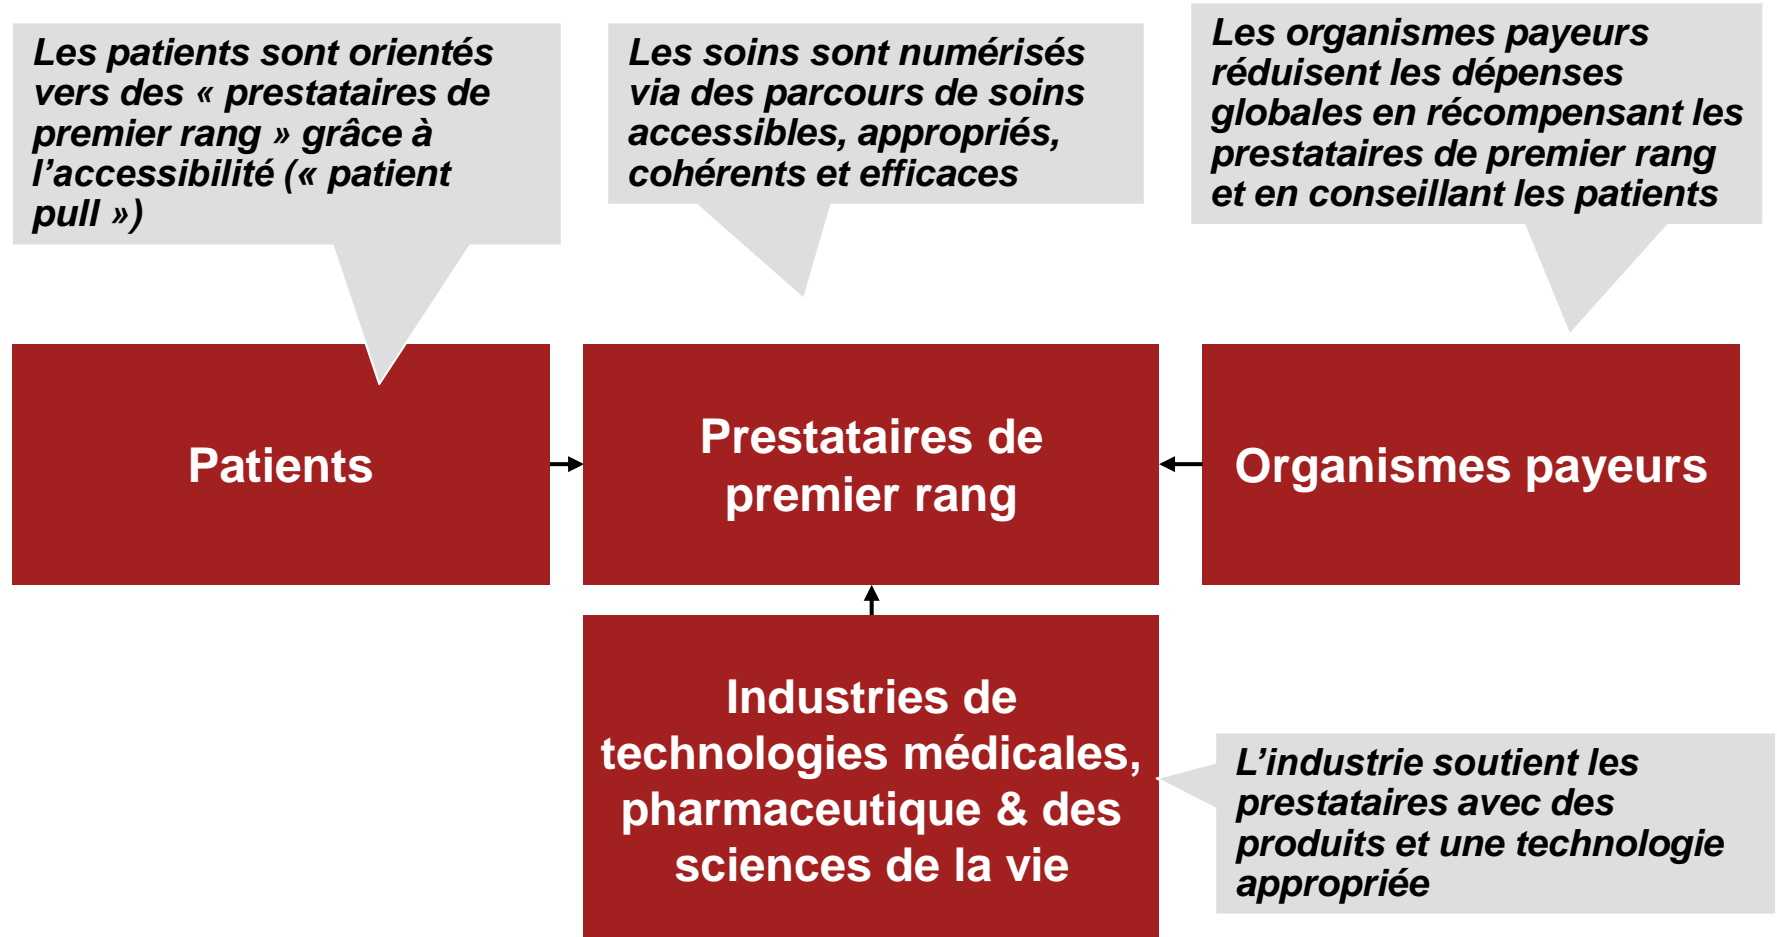 Les patients sont orientés
vers des « prestataires de
premier rang » grâce à
l’accessibilité (« patient
pull »)
Les soins sont numérisés
via des parcours de soins
accessibles, appropriés,
cohérents et efficaces
Les organismes payeurs
réduisent les dépenses
globales en récompensant les
prestataires de premier rang
et en conseillant les patients
Patients
Prestataires de
premier rang
Organismes payeurs
Industries de
technologies médicales,
pharmaceutique & des
sciences de la vie
L’industrie soutient les
prestataires avec des
produits et une technologie
appropriée